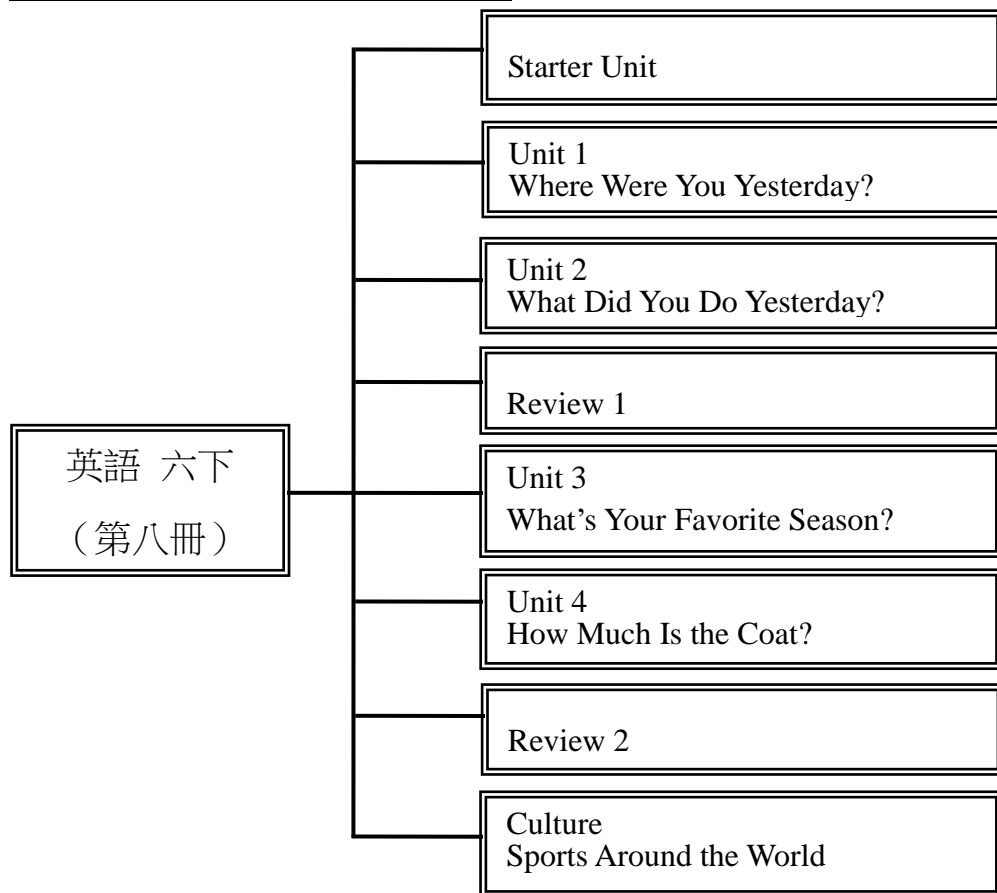 Starter Unit
Unit 1
Where Were You Yesterday?
Unit 2
What Did You Do Yesterday?
Review 1
英語 六下
（第八冊）
Unit 3
What’s Your Favorite Season?
Unit 4
How Much Is the Coat?
Review 2
Culture
Sports Around the World